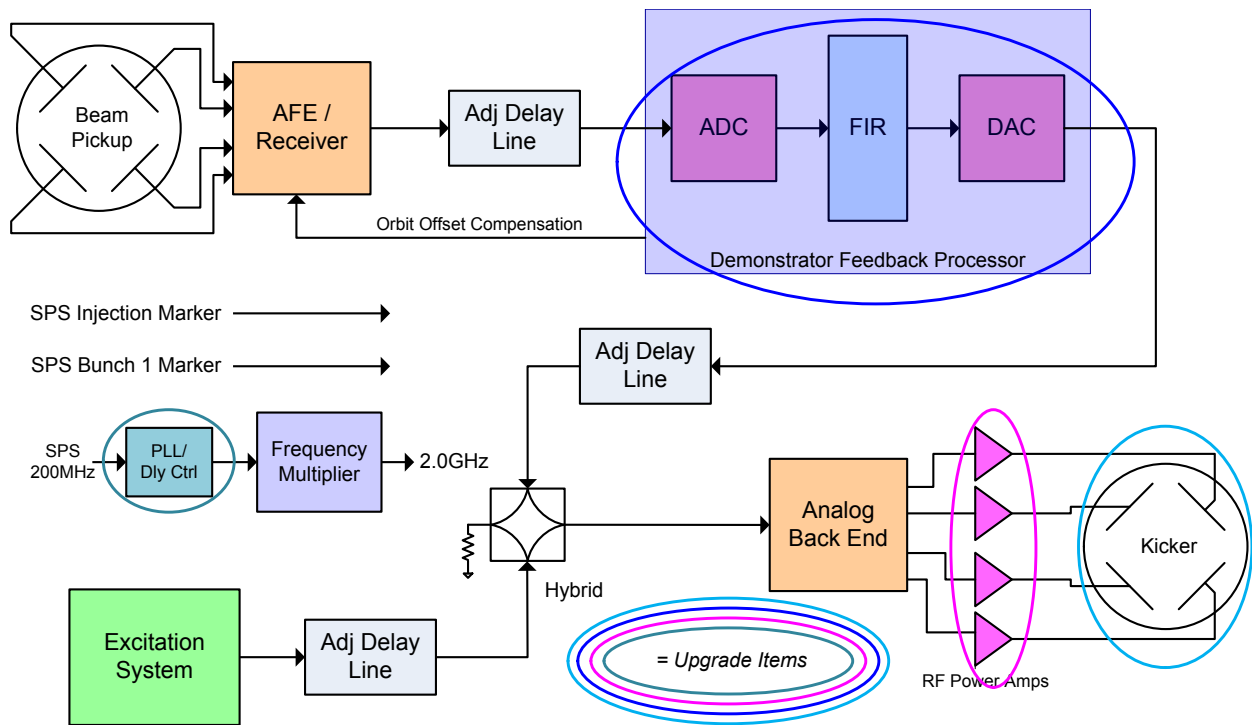 Beam
Pickup
AFE /
Receiver
Adj Delay
Line
ADC
FIR
DAC
Orbit Offset Compensation
Demonstrator Feedback Processor
SPS Injection Marker
SPS Bunch 1 Marker
Adj Delay
Line
SPS
200MHz
PLL/
Dly Ctrl
Frequency
Multiplier
2.0GHz
Hybrid
Analog
Back End
Kicker
RF Power Amps
Excitation
System
Adj Delay
Line
= Upgrade Items